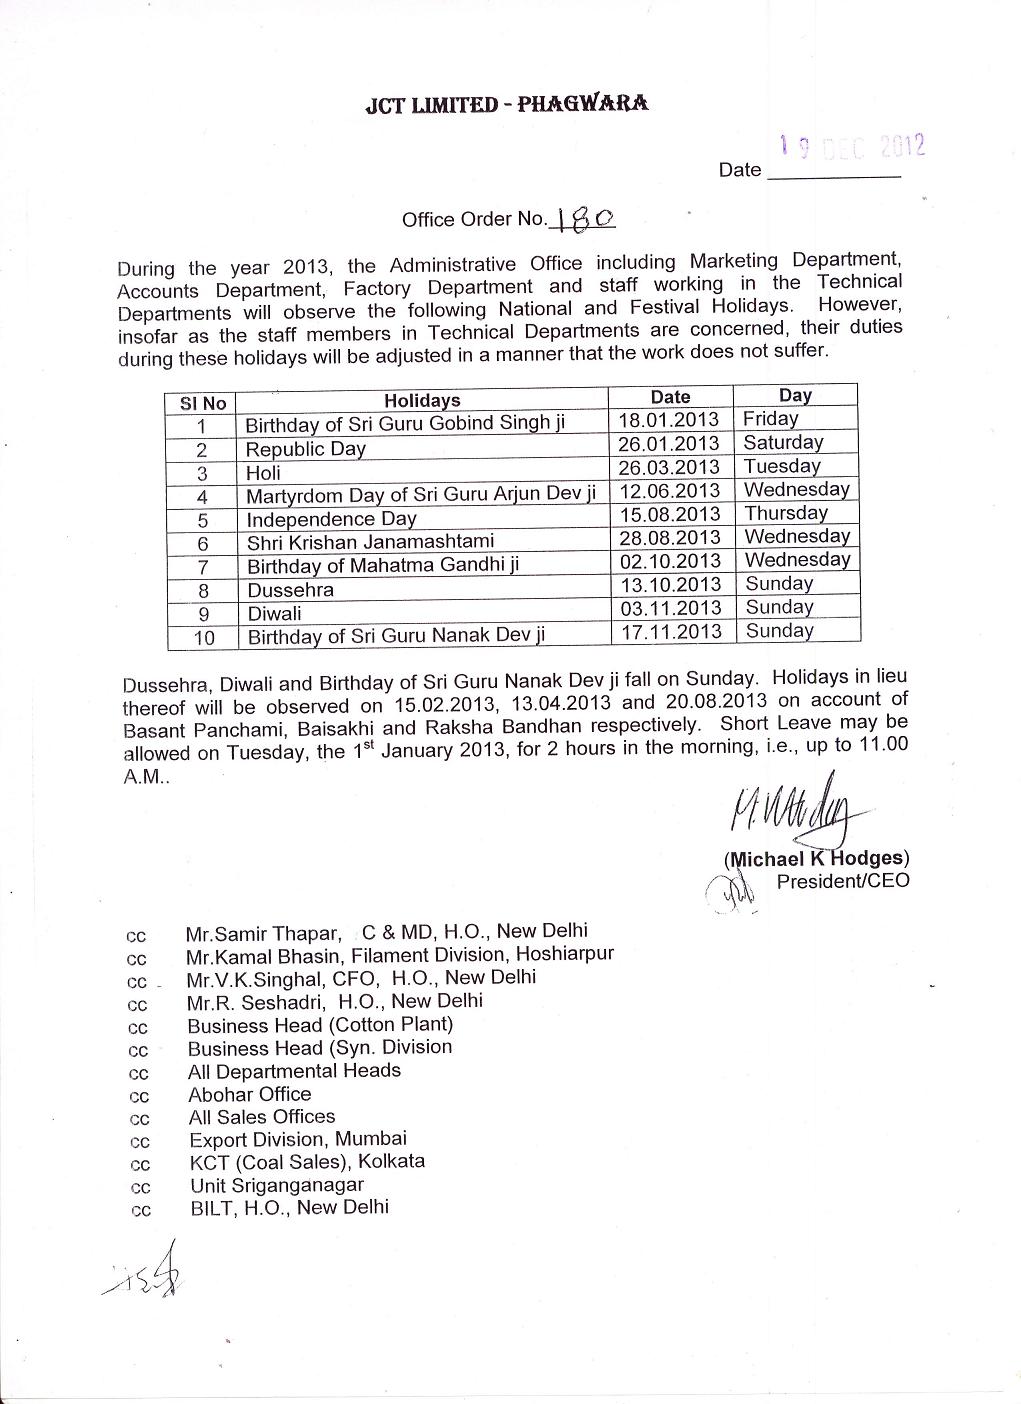 JCT LIMITED - PHAGWARA
19 DEC 2012
Date
Office Order No. 180
During the year 2013, the Administrative Office including Marketing Department,
Accounts Department, Factory Department and staff working in the Technical
Departments will observe the following National and Festival Holidays. However,
insofar as the staff members in Technical Departments are concerned, their duties
during these holidays will be adjusted in a manner that the work does not suffer.
Sl No Holidays Date Day
1 Birthday of Sri Guru Gobind Singh ji 18.01.2013 Friday
2 Republic Day 26.01.2013 Saturday
3 Holi 26.03.2013 Tuesday
4 Martyrdom Day of Sri Guru Arjun Dev ji 12.06.2013 Wednesday
5 Independence Day 15.08.2013 Thursday
6 Shri Krishan Janamashtami 28.08.2013 Wednesday
7 Birthday of Mahatma Gandhi ji 02.10.2013 Wednesday
8 Dussehra 13.10.2013 Sunday
9 Diwali 03.11.2013 Sunday
10 Birthday of Sri Guru Nanak Dev ji 17.11.2013 Sunday
Dussehra, Diwali and Birthday of Sri Guru Nanak Dev ji fall on Sunday. Holidays in lieu
thereof will be observed on 15.02.2013, 13.04.2013 and 20.08.2013 on account of
Basant Panchami, Baisakhi and Raksha Bandhan respectively. Short Leave may be
allowed on Tuesday, the 1st January 2013, for 2 hours in the morning, i.e., up to 11.00
A.M..
(Michael K Hodges)
President/CEO
cc Mr.Samir Thapar, C & MD, H.O., New Delhi
cc Mr.Kamal Bhasin, Filament Division, Hoshiarpur
cc Mr.V.K.Singhal, CFO, H.O., New Delhi
cc Mr.R. Seshadri, H.O., New Delhi
cc Business Head (Cotton Plant)
cc Business Head (Syn. Division
cc All Departmental Heads
cc Abohar Office
cc All Sales Offices
cc Export Division, Mumbai
cc KCT (Coal Sales), Kolkata
cc Unit Sriganganagar
cc BILT, H.O., New Delhi